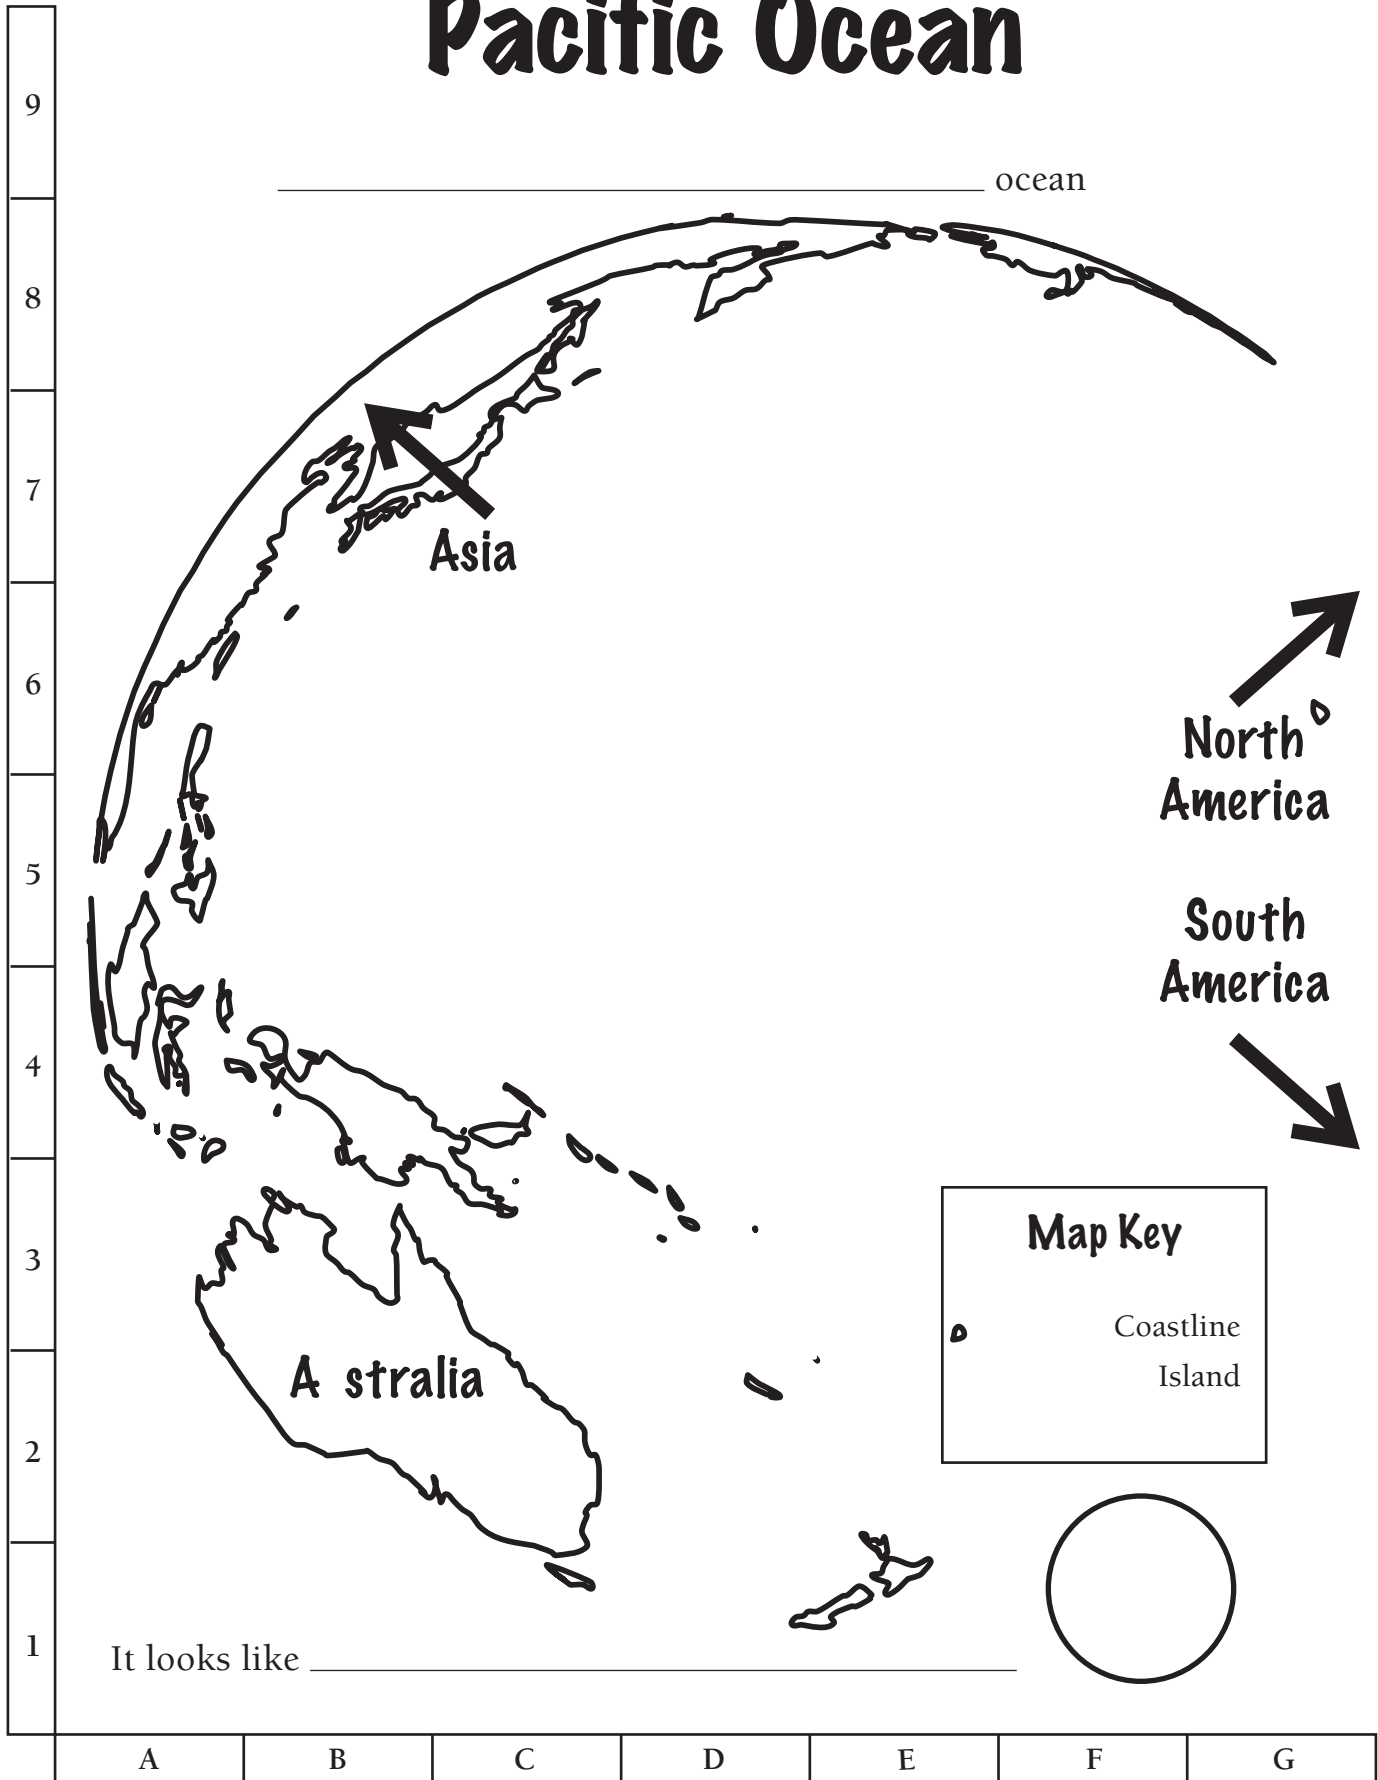 Pacific Ocean
9
ocean
8
7
Asia
6
North
America
5
South
America
4
Map Key
3
Coastline
A stralia
Island
2
1
It looks like
A B C D E F G